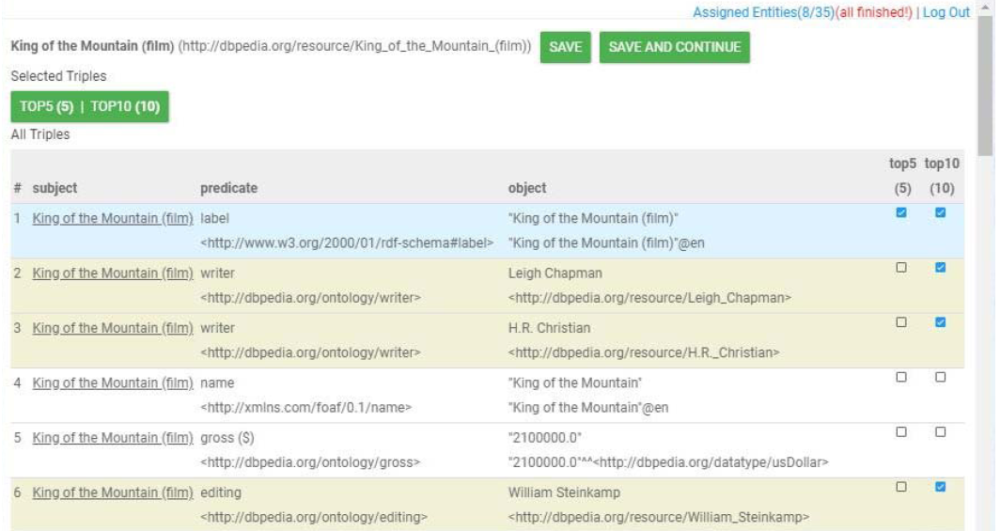 Assigned Entities(8/35)(all finished!) | Log Out
King of the Mountain (film) (http://dbpedia.org/resource/King_of_the_Mountain_(film)) SAVE SAVE AND CONTINUE
Selected Triples
TOP5 (5) | TOP10 (10)
All Triples
top5 top10
# subject predicate object (5) (10)
1 King of the Mountain (film) label "King of the Mountain (film)"
<http://www.w3.org/2000/01/rdf-schema#label> "King of the Mountain (film)"@en
2 King of the Mountain (film) writer Leigh Chapman
<http://dbpedia.org/ontology/writer> <http://dbpedia.org/resource/Leigh_Chapman>
3 King of the Mountain (film) writer H.R. Christian
<http://dbpedia.org/ontology/writer> <http://dbpedia.org/resource/H.R._Christian>
4 King of the Mountain (film) name "King of the Mountain"
<http://xmlns.com/foaf/0.1/name> "King of the Mountain"@en
5 King of the Mountain (film) gross ($) "2100000.0"
<http://dbpedia.org/ontology/gross> "2100000.0"^^<http://dbpedia.org/datatype/usDollar>
6 King of the Mountain (film) editing William Steinkamp
<http://dbpedia.org/ontology/editing> <http://dbpedia.org/resource/William_Steinkamp>